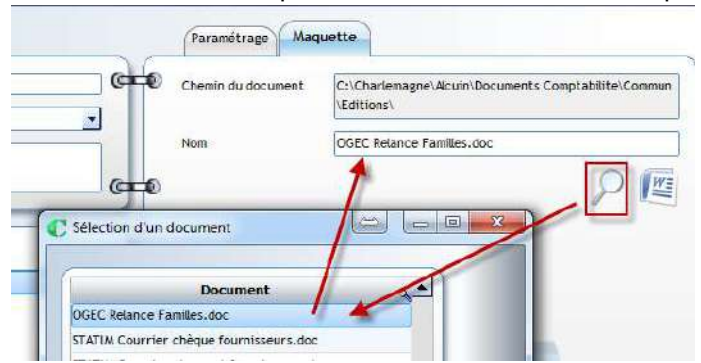 Paramétrage Maquette
Chemin du document C:\Charlemagne\Alcuin\Documents Comptabilite\Commun
\Editions\
Nom OGEC Relance Familles.doc
Sélection d'un document
Document
OGEC Relance Familles.doc
STATIM Courrier chèque fournisseurs.doc